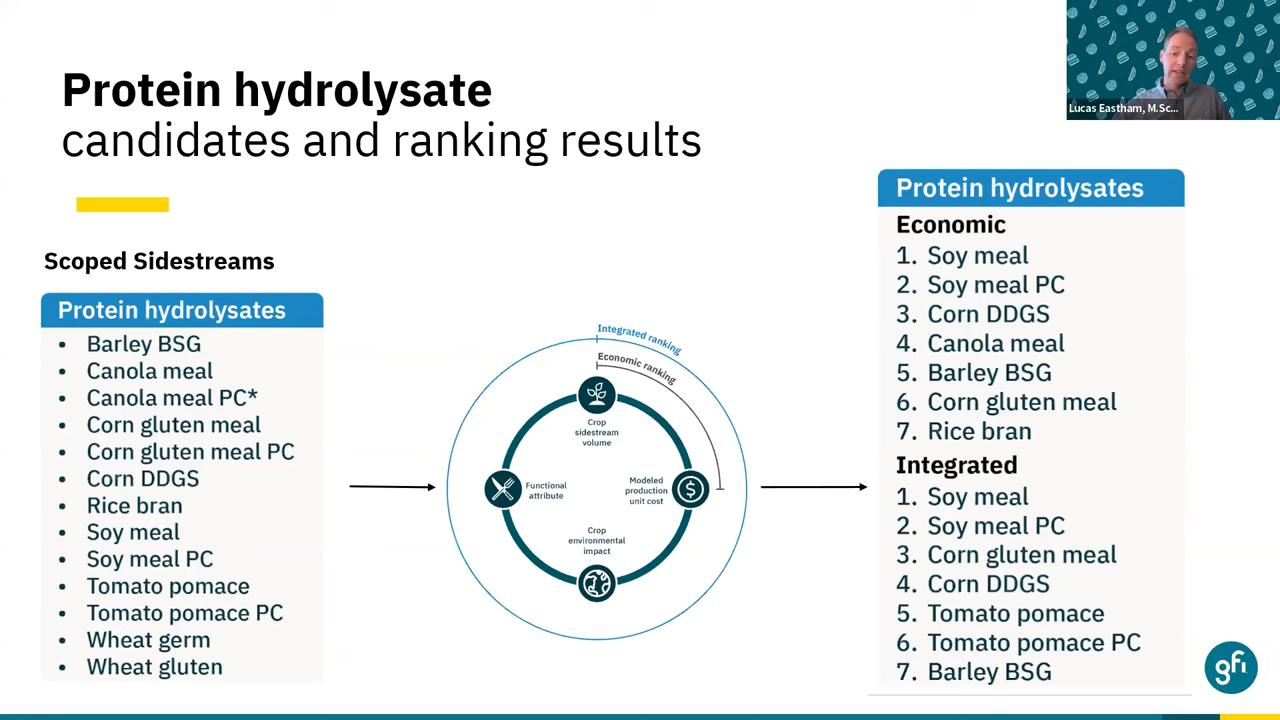 Protein hydrolysate
candidates and ranking results
Lucas Eastham, M.Sc...
Scoped Sidestreams
Protein hydrolysates
• Barley BSG
• Canola meal
• Canola meal PC*
• Corn gluten meal
• Corn gluten meal PC
• Corn DDGS
• Rice bran
• Soy meal
• Soy meal PC
• Tomato pomace
• Tomato pomace PC
• Wheat germ
• Wheat gluten
Integrated ranking
Economic ranking
Crop
sidestream
volume
Functional
attribute
Modeled
production
unit cost
$
Crop
environmental
impact
Protein hydrolysates
Economic
1. Soy meal
2. Soy meal PC
3. Corn DDGS
4. Canola meal
5. Barley BSG
6. Corn gluten meal
7. Rice bran
Integrated
1. Soy meal
2. Soy meal PC
3. Corn gluten meal
4. Corn DDGS
5. Tomato pomace
6. Tomato pomace PC
7. Barley BSG
gfi